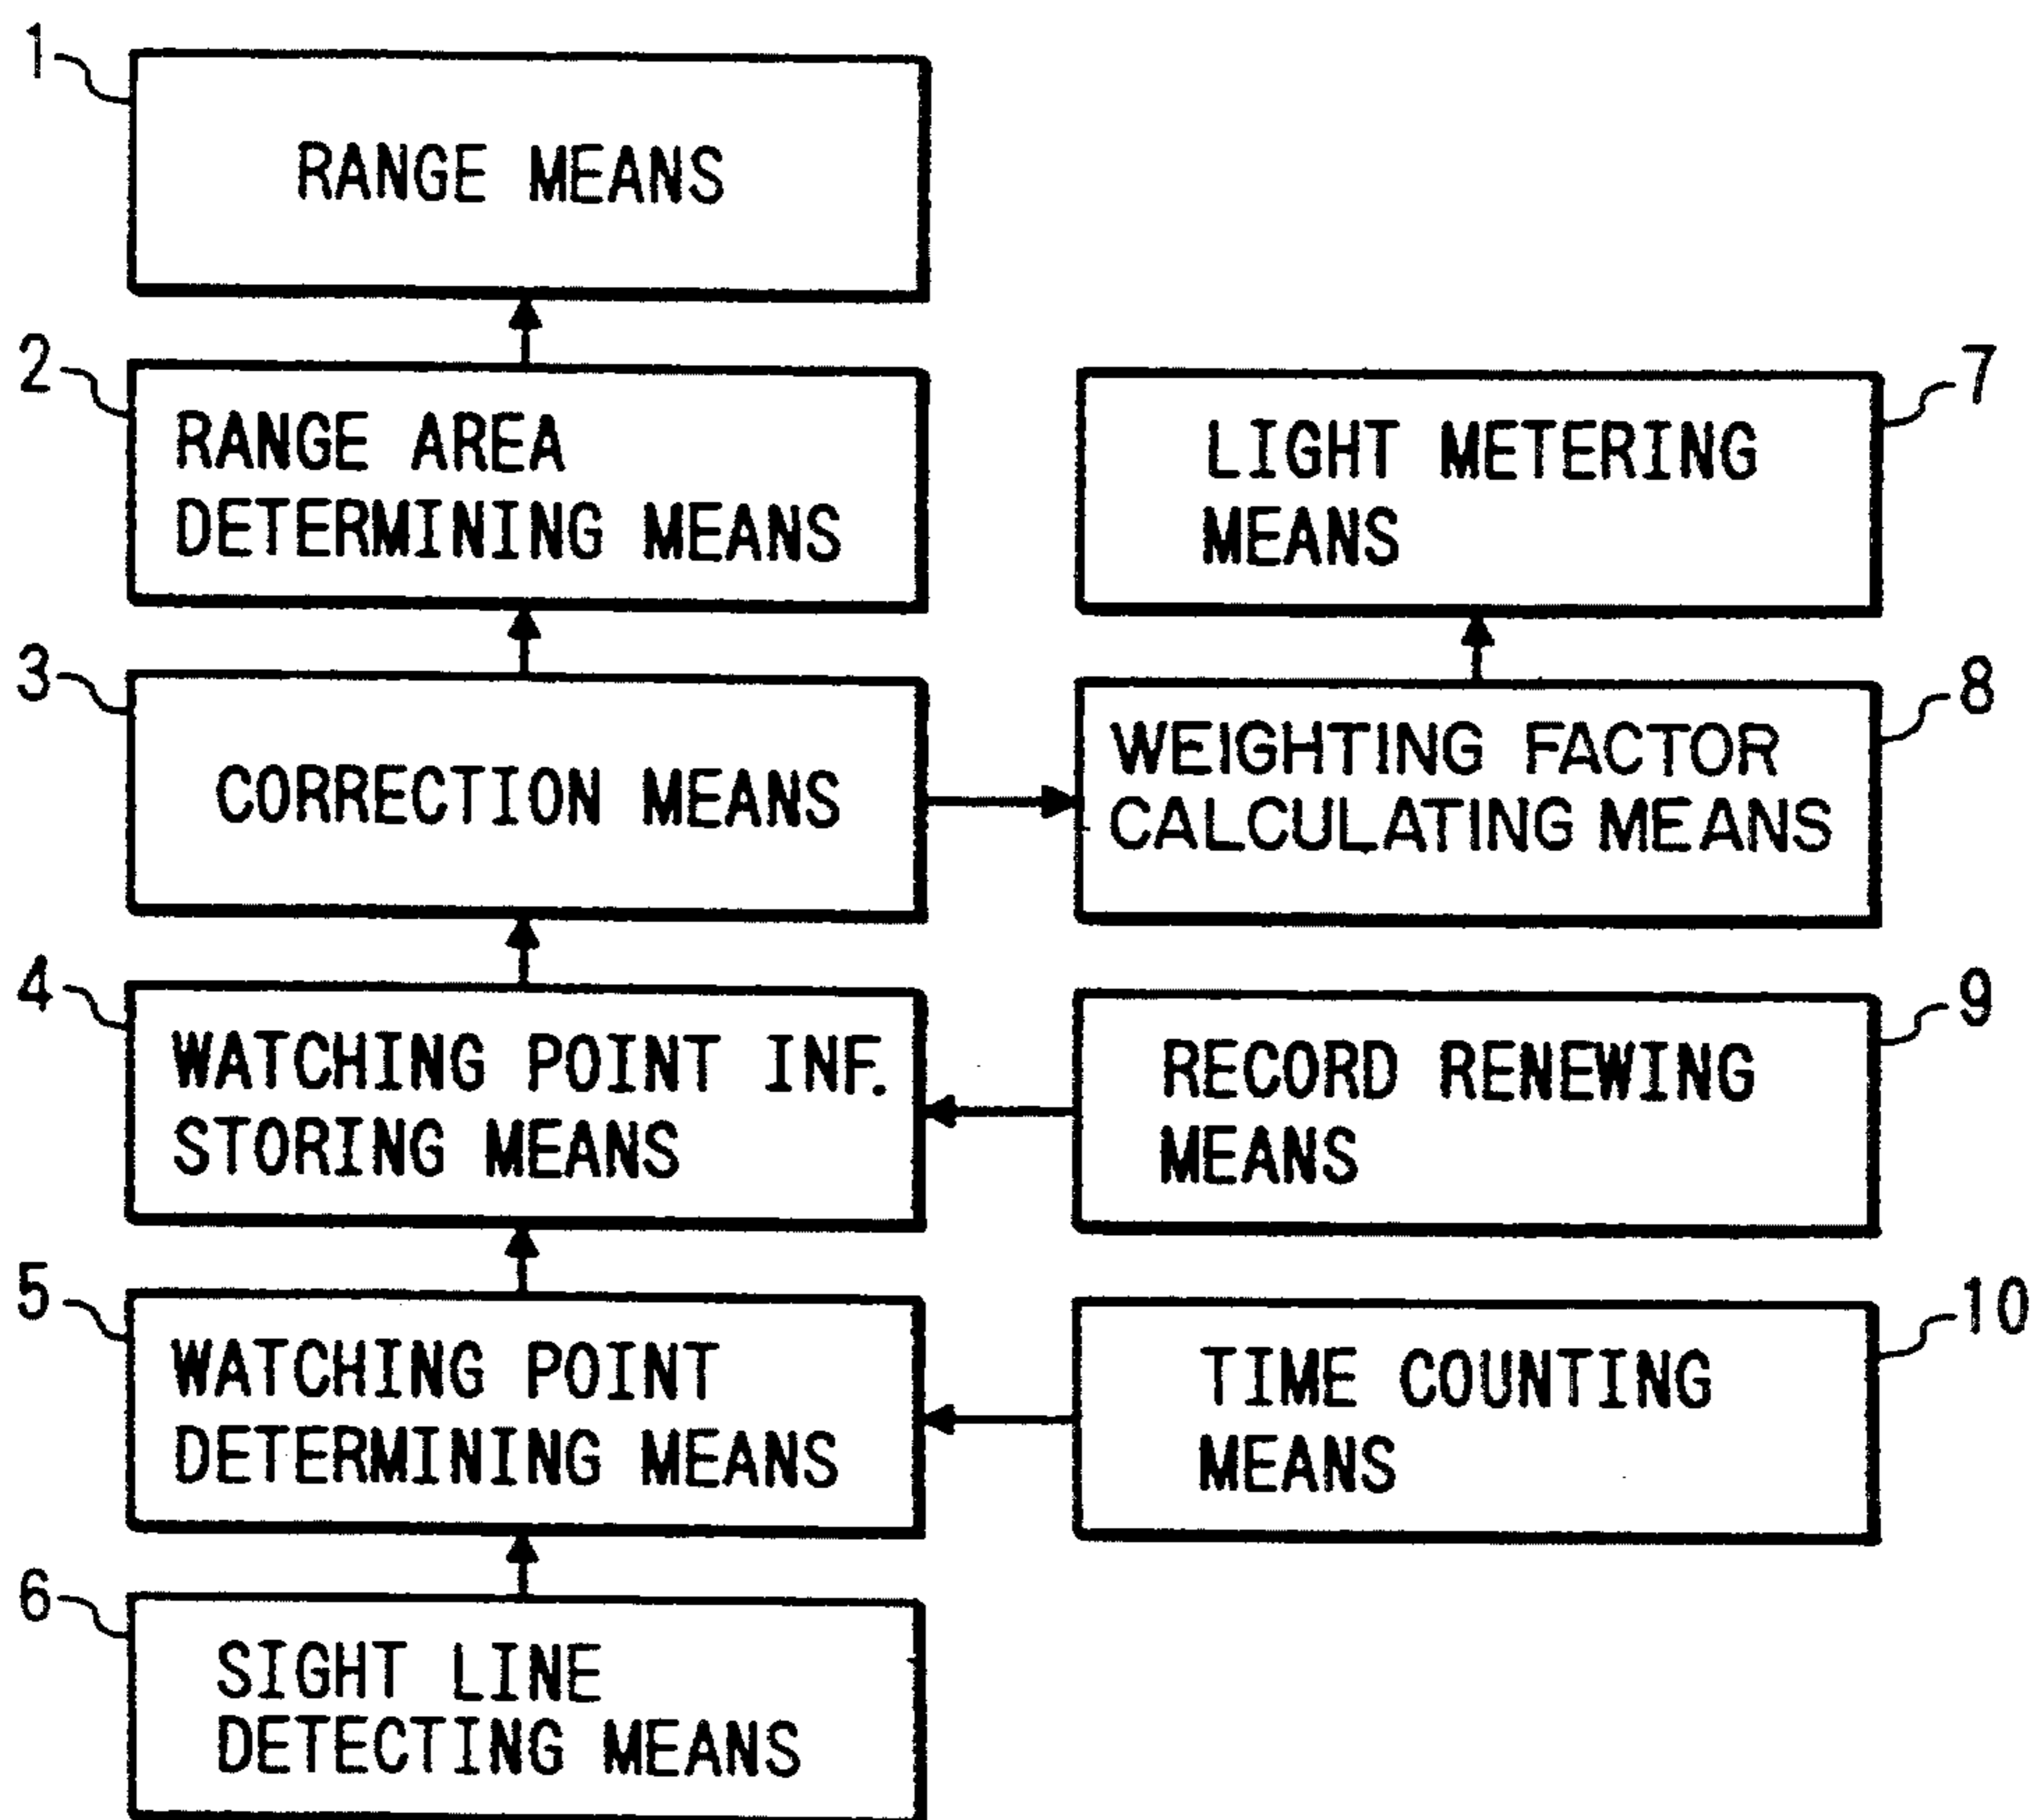 1
RANGE MEANS
2
RANGE AREA
DETERMINING MEANS
3
CORRECTION MEANS
4
WATCHING POINT INF.
STORING MEANS
5
WATCHING POINT
DETERMINING MEANS
6
SIGHT LINE
DETECTING MEANS
7
LIGHT METERING
MEANS
8
WEIGHTING FACTOR
CALCULATING MEANS
9
RECORD RENEWING
MEANS
10
TIME COUNTING
MEANS